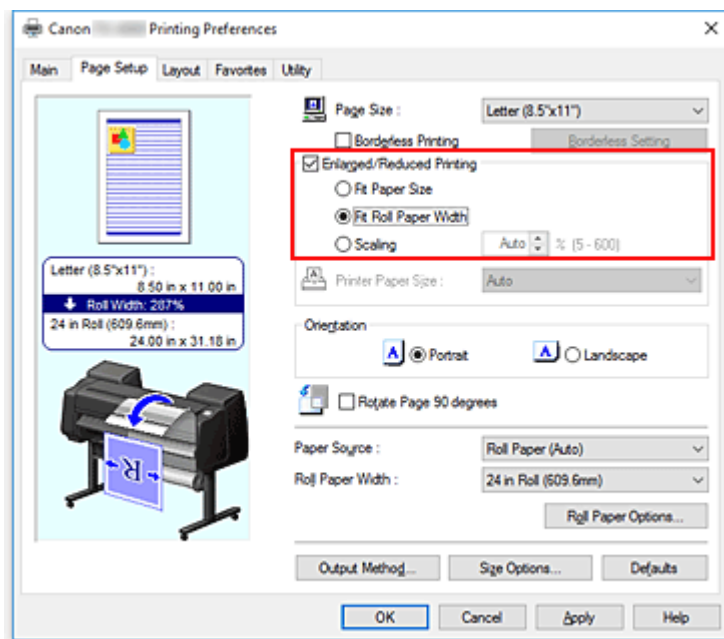 Canon Printing Preferences
Main Page Setup Layout Favorites Utility
Page Size : Letter (8.5"x11")
Borderless Printing Borderless Setting
Enlarged/Reduced Printing
Fit Paper Size
Fit Roll Paper Width
Scaling Auto % (5 - 600)
Printer Paper Size : Auto
Letter (8.5"x11") :
8.50 in x 11.00 in
Roll Width: 287%
24 in Roll (609.6mm) :
24.00 in x 31.18 in
R
Orientation
A Portrait A Landscape
Rotate Page 90 degrees
Paper Source : Roll Paper (Auto)
Roll Paper Width : 24 in Roll (609.6mm)
Roll Paper Options...
Output Method... Size Options... Defaults
OK Cancel Apply Help